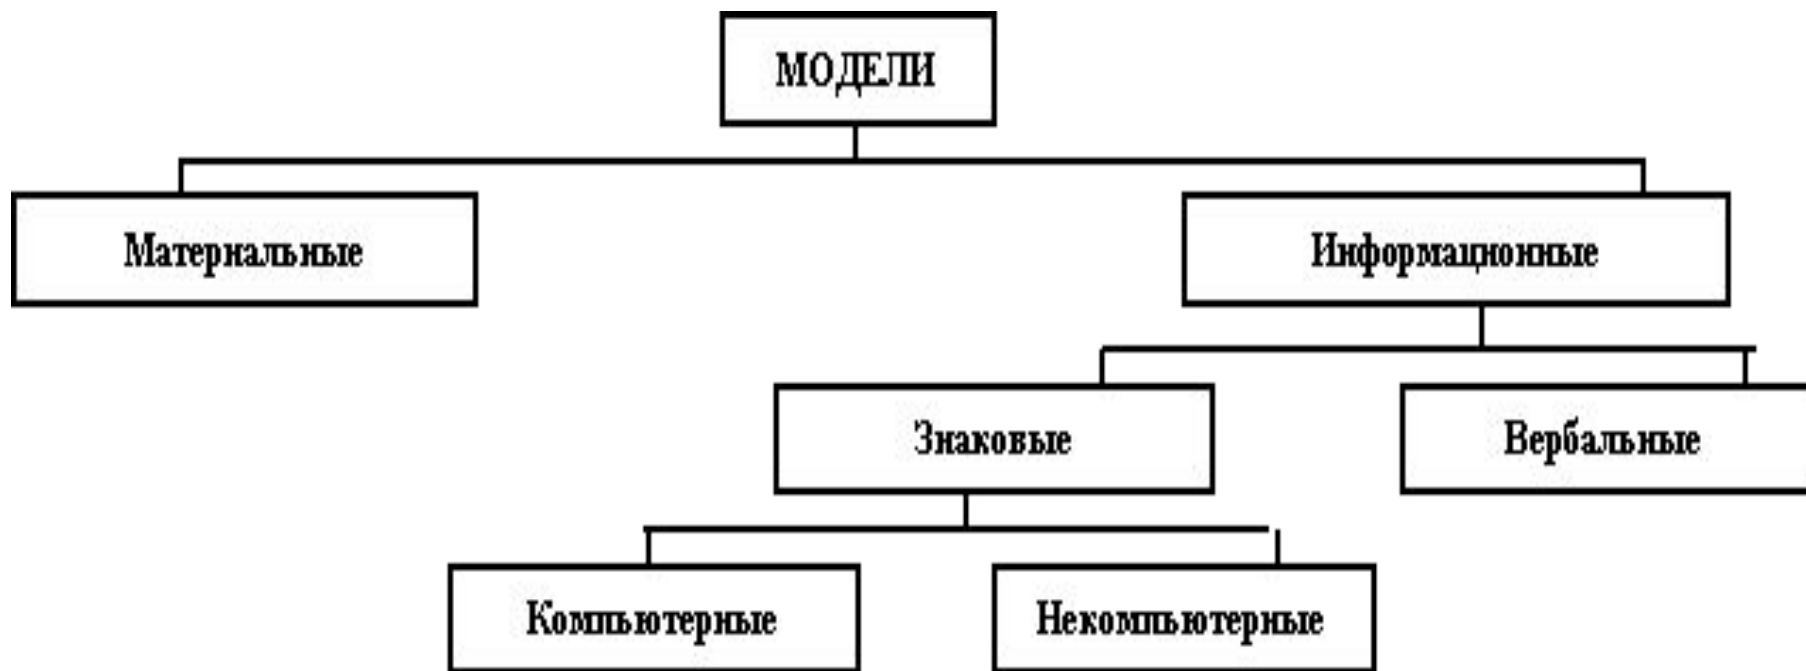 МОДЕЛИ
Материальные
Информационные
Знаковые
Вербальные
Компьютерные
Некомпьютерные